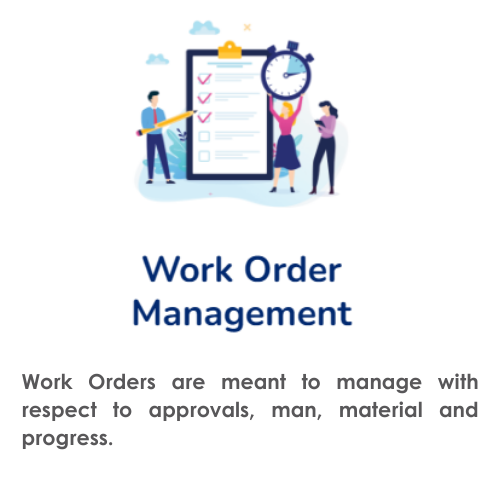 Work Order
Management
Work Orders are meant to manage with
respect to approvals, man, material and
progress.